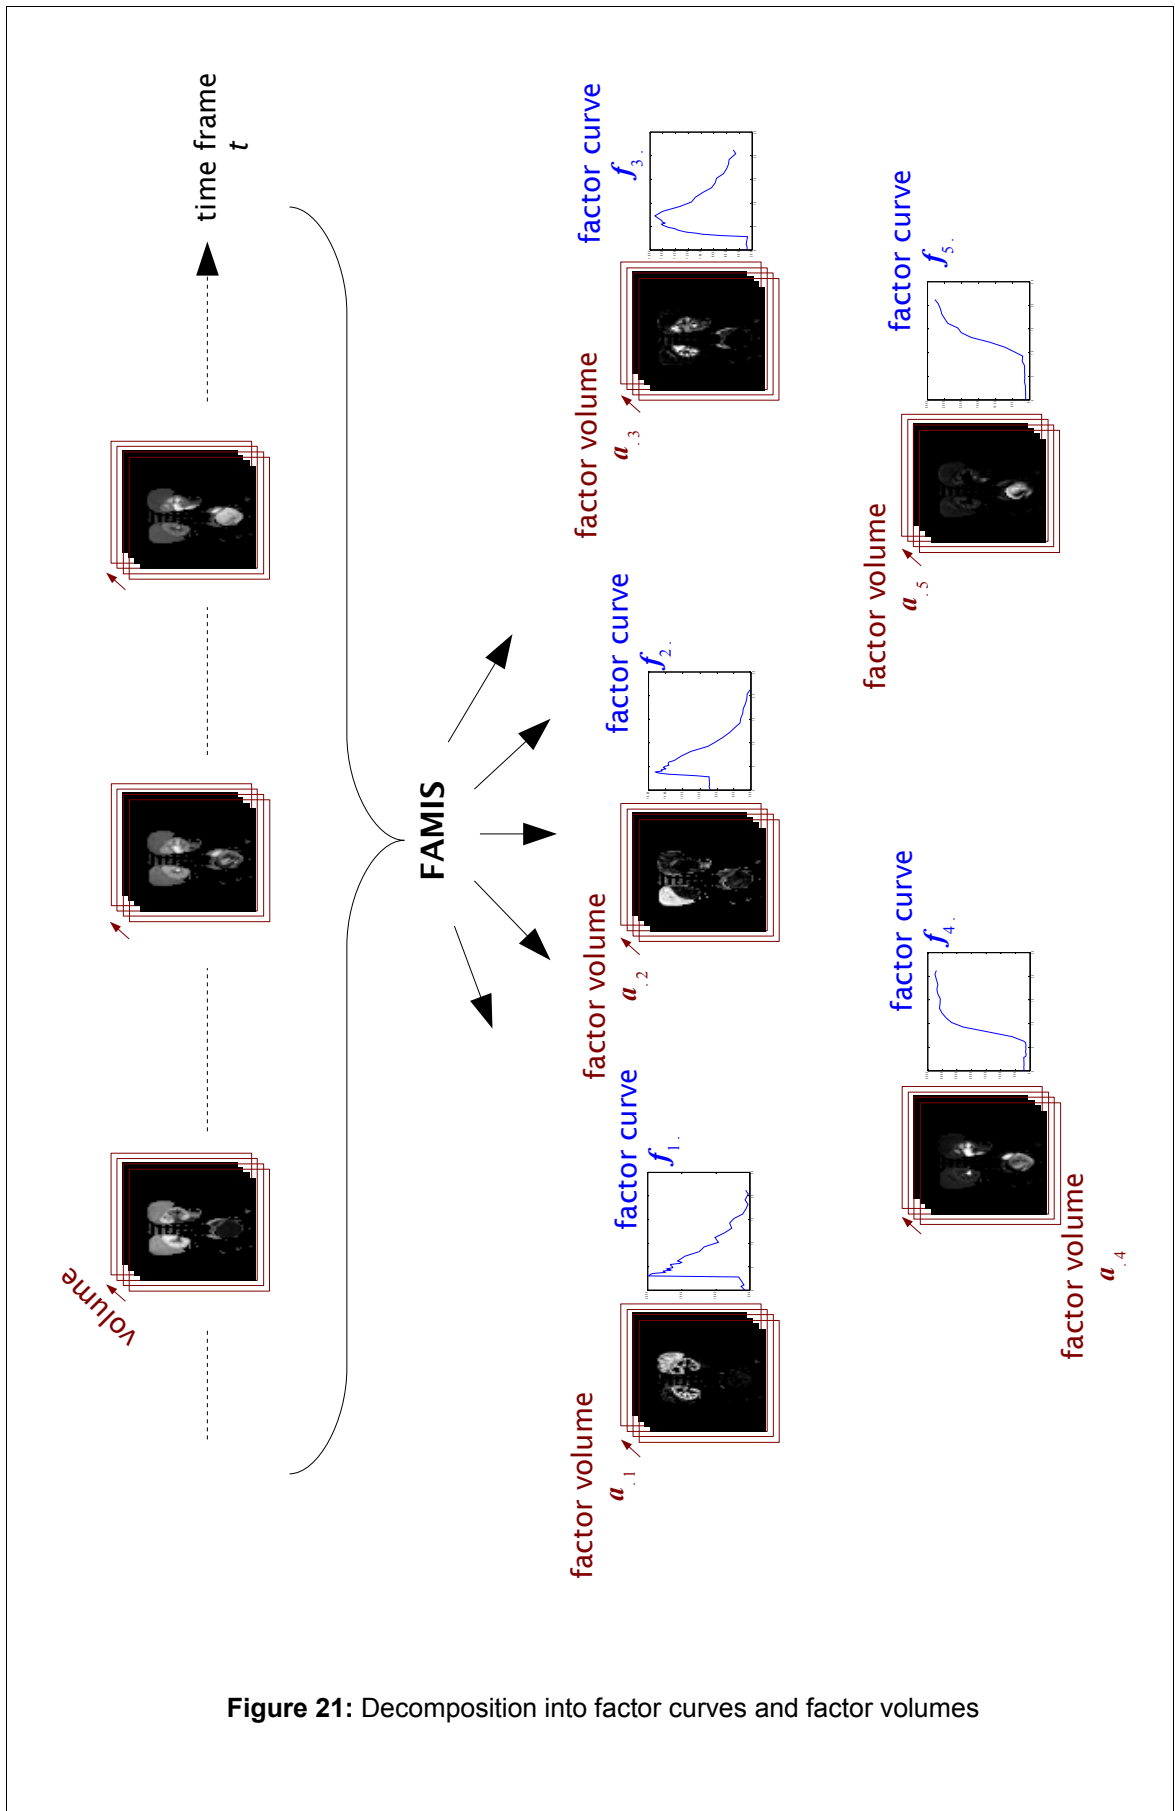 time frame
t
volume
FAMIS
factor volume
a.1
factor curve
f1.
factor volume
a.2
factor curve
f2.
factor volume
a.3
factor curve
f3.
factor volume
a.4
factor curve
f4.
factor volume
a.5
factor curve
f5.
Figure 21: Decomposition into factor curves and factor volumes